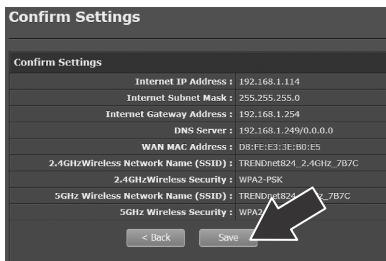 Confirm Settings
Confirm Settings
Internet IP Address : 192.168.1.114
Internet Subnet Mask : 255.255.255.0
Internet Gateway Address : 192.168.1.254
DNS Server : 192.168.1.249/0.0.0.0
WAN MAC Address : D8:FE:E3:3E:B0:E5
2.4GHzWireless Network Name (SSID) : TRENDnet824_2.4GHz_7B7C
2.4GHzWireless Security : WPA2-PSK
5GHz Wireless Network Name (SSID) : TRENDnet824 z_7B7C
5GHz Wireless Security : WPA2
< Back Save